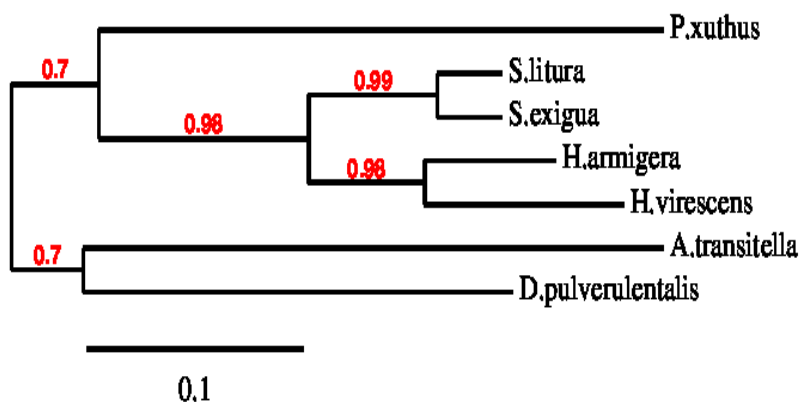 P.xuthus
0.7
S.litura
0.99
S.exigua
0.98
H.armigera
0.98
H.virescens
A.transitella
0.7
D.pulverulentalis
0.1